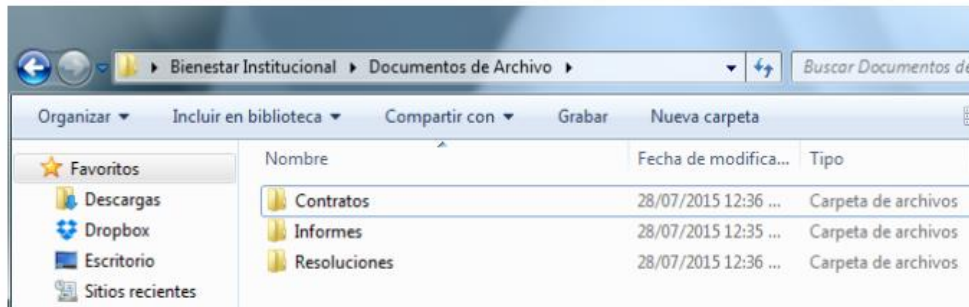 Bienestar Institucional ▸ Documentos de Archivo ▸ Buscar Documentos de
Organizar Incluir en biblioteca Compartir con Grabar Nueva carpeta
Favoritos Nombre Fecha de modifica... Tipo
Descargas Contratos 28/07/2015 12:36 ... Carpeta de archivos
Dropbox Informes 28/07/2015 12:35 ... Carpeta de archivos
Escritorio Resoluciones 28/07/2015 12:36 ... Carpeta de archivos
Sitios recientes